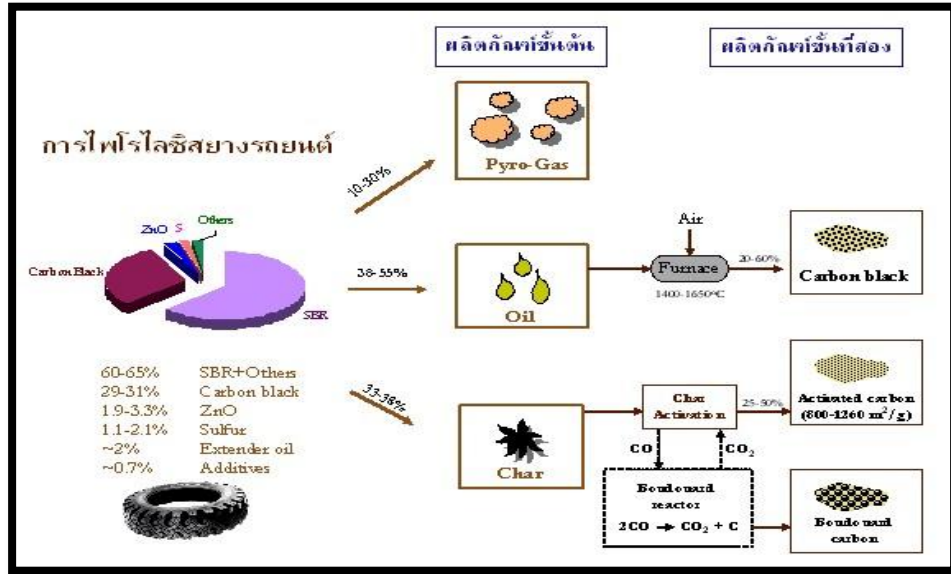 ผลิตภัณฑ์ขั้นต้น
ผลิตภัณฑ์ขั้นที่สอง
การไพโรไลซิสยางรถยนต์
Pyro-Gas
10-30%
Others
S
ZnO
Carbon Black
SBR
38-55%
Oil
Air
Furnace
1400-1650°C
20-60%
Carbon black
60-65% SBR+Others
29-31% Carbon black
1.9-3.3% ZnO
1.1-2.1% Sulfur
~2% Extender oil
~0.7% Additives
33-38%
Char
Char
Activation
25-50%
Activated carbon
(800-1260 m²/g)
CO
CO₂
Boudouard
reactor
2CO → CO₂ + C
Boudouard
carbon